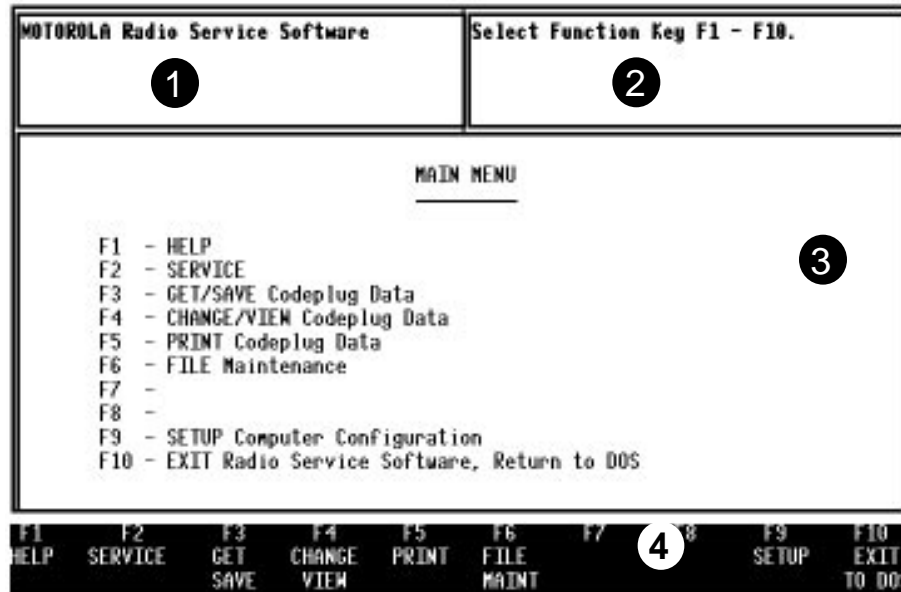 MOTOROLA Radio Service Software
Select Function Key F1 - F10.
1
2
MAIN MENU
3
F1 - HELP
F2 - SERVICE
F3 - GET/SAVE Codeplug Data
F4 - CHANGE/VIEW Codeplug Data
F5 - PRINT Codeplug Data
F6 - FILE Maintenance
F7 -
F8 -
F9 - SETUP Computer Configuration
F10 - EXIT Radio Service Software, Return to DOS
F1 F2 F3 F4 F5 F6 F7 4 8 F9 F10
HELP SERVICE GET CHANGE PRINT FILE SETUP EXIT
SAVE VIEW MAINT TO DOS